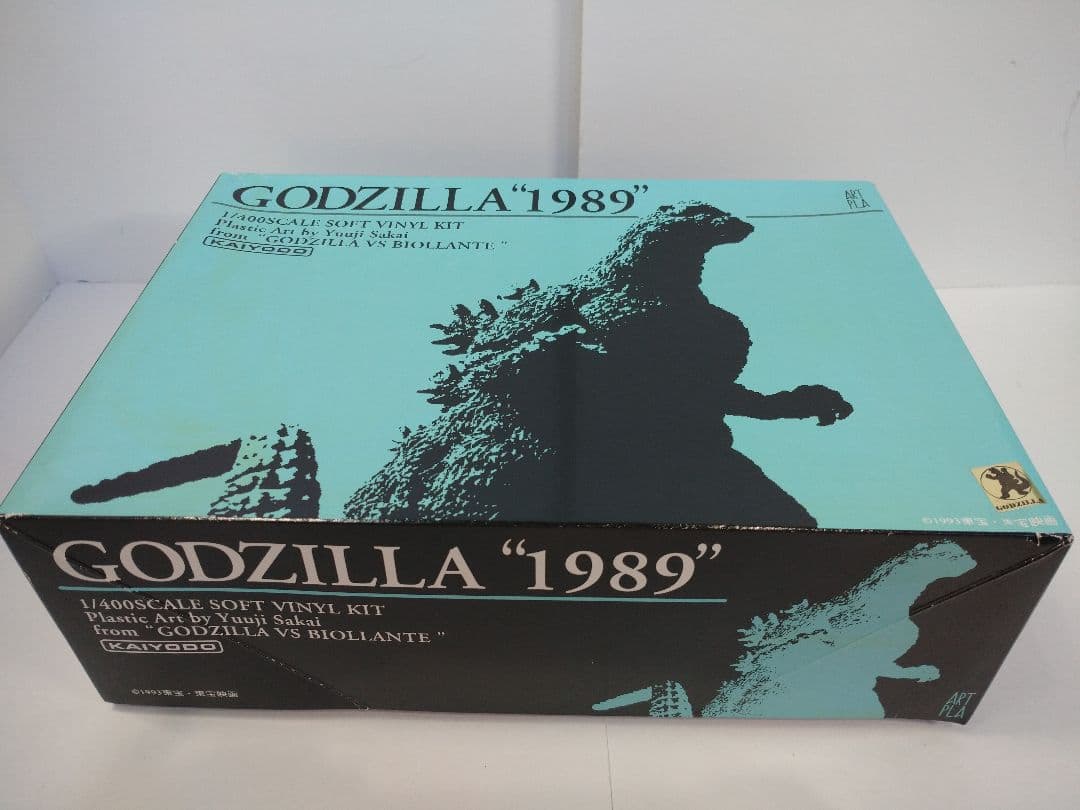 GODZILLA “1989”
ART
PLA
1/400SCALE SOFT VINYL KIT
Plastic Art by Yuuji Sakai
from "GODZILLA VS BIOLLANTE"
KAIYODO
GODZILLA
©1993東宝・東宝映画
GODZILLA “1989”
1/400SCALE SOFT VINYL KIT
Plastic Art by Yuuji Sakai
from "GODZILLA VS BIOLLANTE"
KAIYODO
©1993東宝・東宝映画
ART
PLA